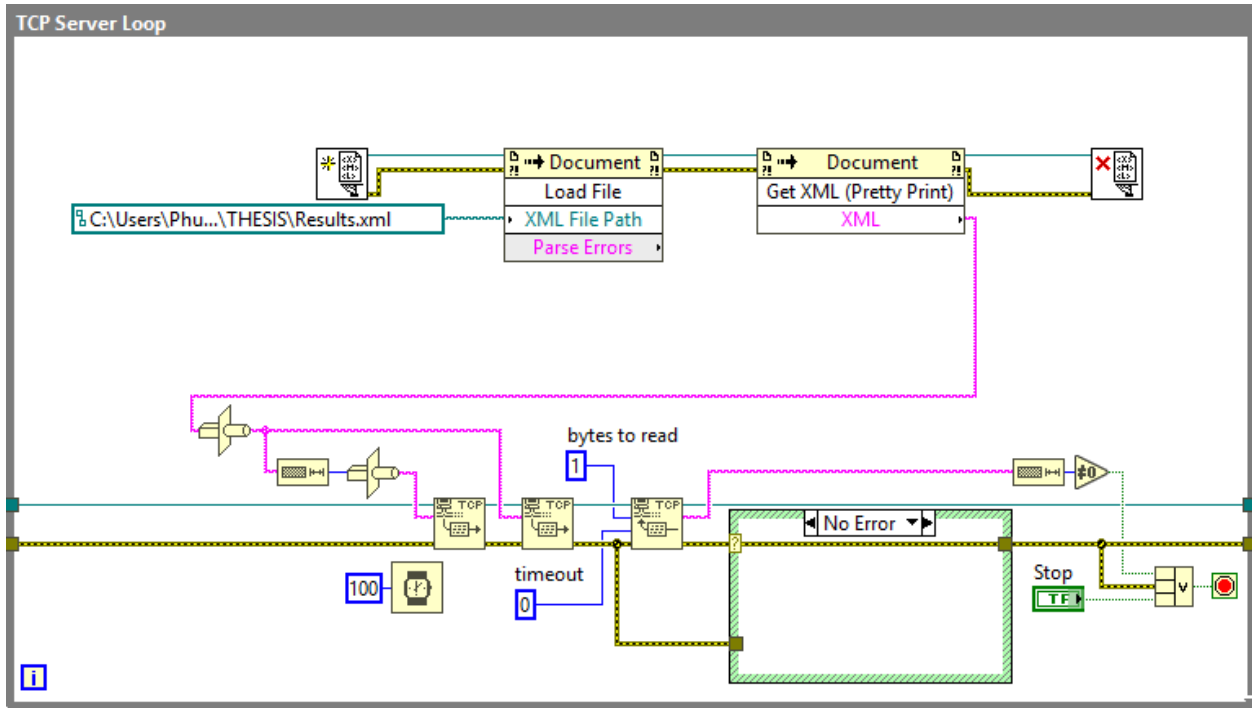 TCP Server Loop
Document
Document
Load File
Get XML (Pretty Print)
C:\Users\Phu...\THESIS\Results.xml
XML File Path
XML
Parse Errors
bytes to read
1
≠0
TCP
TCP
TCP
No Error
?
100
timeout
0
Stop
TF
V
i